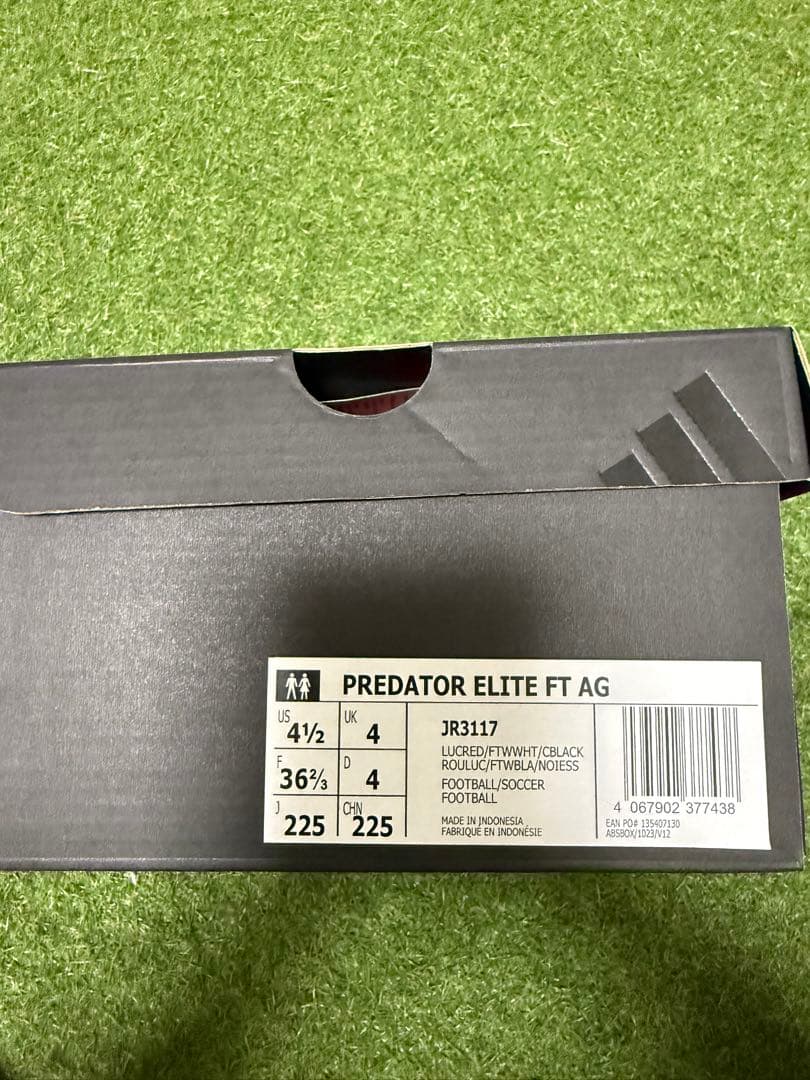 PREDATOR ELITE FT AG
US 4½ UK 4
F 36⅔ D 4
J 225 CHN 225
JR3117
LUCRED/FTWWHT/CBLACK
ROULUC/FTWBLA/NOIESS
FOOTBALL/SOCCER
FOOTBALL
MADE IN INDONESIA
FABRIQUÉ EN INDONÉSIE
4 067902 377438
EAN PO# 135407130
ABSBOX/1023/V12